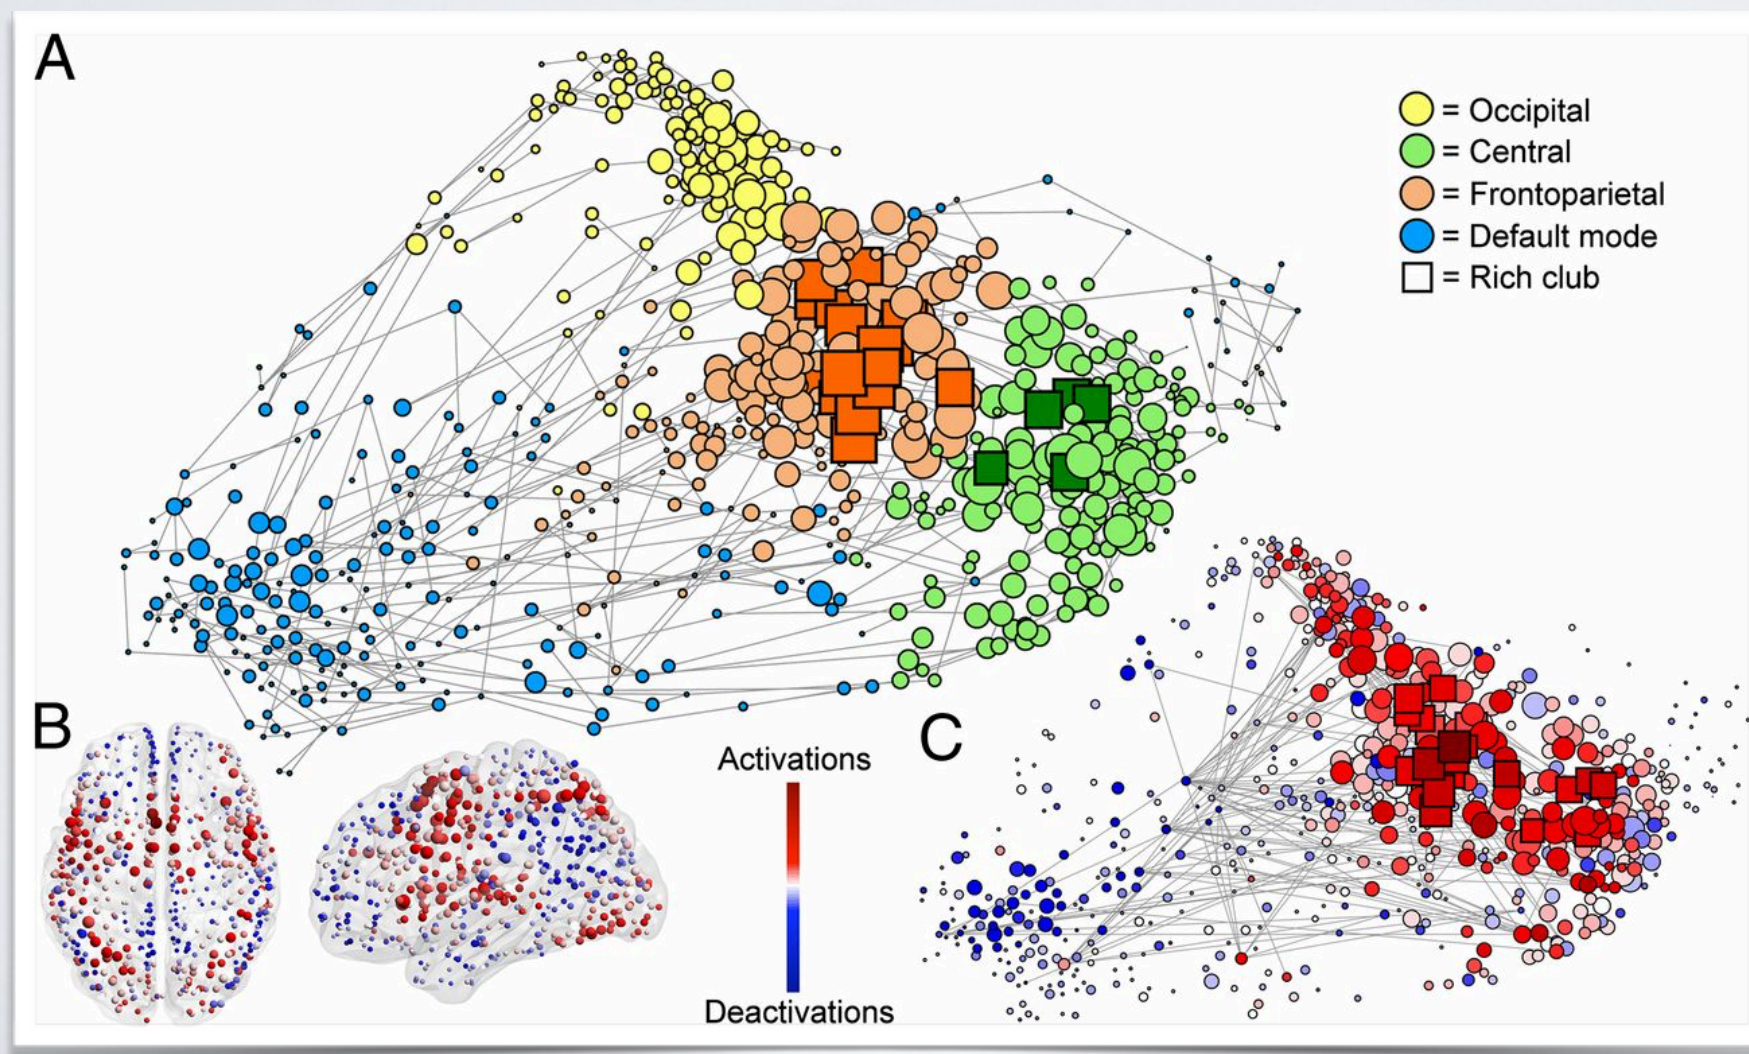 A
= Occipital
= Central
= Frontoparietal
= Default mode
= Rich club
B
Activations
Deactivations
C